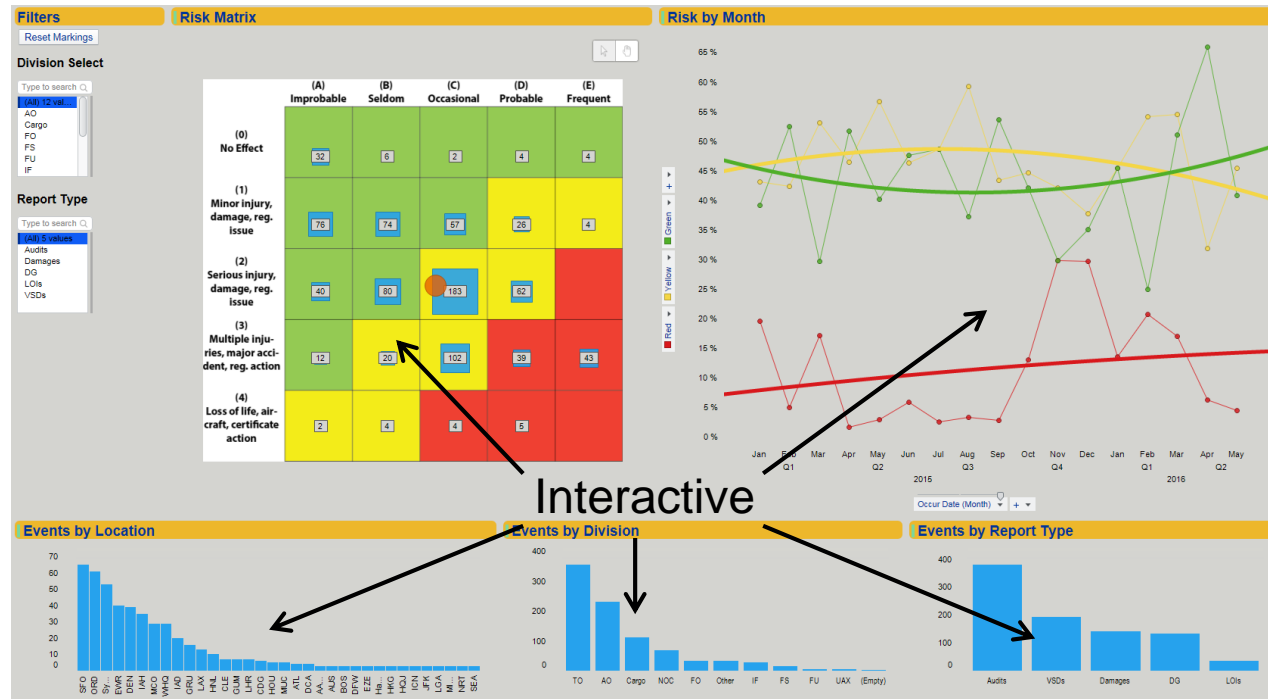 Filters
Risk Matrix
Risk by Month
Reset Markings
Division Select
Type to search
(All) 12 val...
AO
Cargo
FO
FS
FU
IF
Report Type
Type to search
(All) 5 values
Audits
Damages
DG
LOIs
VSDs
(A) (B) (C) (D) (E)
Improbable Seldom Occasional Probable Frequent
(0)
No Effect
32 6 2 4 4
(1)
Minor injury,
damage, reg.
issue
76 74 57 26 4
(2)
Serious injury,
damage, reg.
issue
40 80 183 62
(3)
Multiple inju-
ries, major acci-
dent, reg. action
12 20 102 39 43
(4)
Loss of life, air-
craft, certificate
action
2 4 4 5
65 %
60 %
55 %
50 %
45 %
40 %
35 %
30 %
25 %
20 %
15 %
10 %
5 %
0 %
+
Green
Yellow
Red
Jan Feb Mar Apr May Jun Jul Aug Sep Oct Nov Dec Jan Feb Mar Apr May
Q1 Q2 Q3 Q4 Q1 Q2
2015 2016
Occur Date (Month) +
Interactive
Events by Location
70
60
50
40
30
20
10
0
SFO ORD Sy... EWR DEN IAH MCO WHQ IAD GRU LAX HNL CLE GUM LHR CDG HOU MUC ATL DCA AA... AUS BOS DFW EZE Ha... HKG HOJ ICN JFK LGA MI... NRT SEA
Events by Division
400
300
200
100
0
TO AO Cargo NOC FO Other IF FS FU UAX (Empty)
Events by Report Type
400
300
200
100
0
Audits VSDs Damages DG LOIs